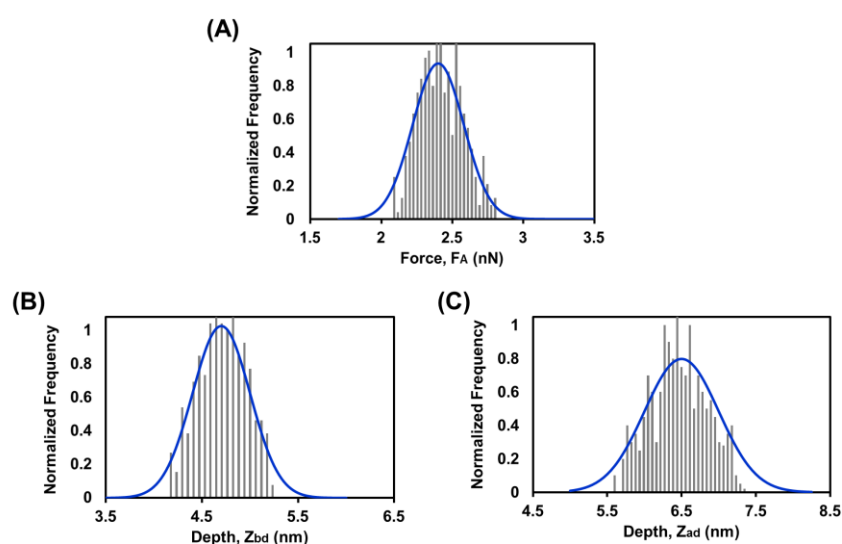 (A)
Normalized Frequency
1
0.8
0.6
0.4
0.2
0
1.5 2 2.5 3 3.5
Force, FA (nN)
(B)
Normalized Frequency
1
0.8
0.6
0.4
0.2
0
3.5 4.5 5.5 6.5
Depth, Zbd (nm)
(C)
Normalized Frequency
1
0.8
0.6
0.4
0.2
0
4.5 5.5 6.5 7.5 8.5
Depth, Zad (nm)